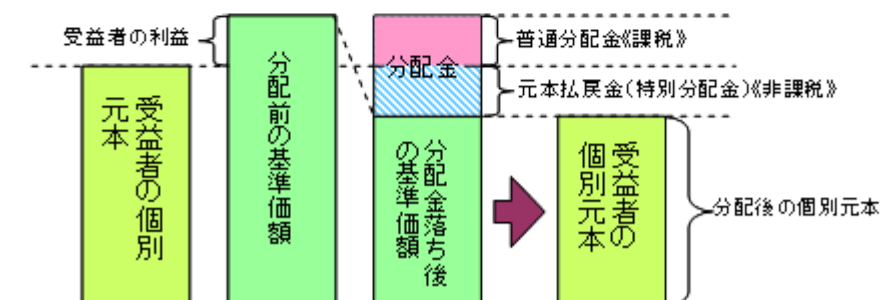 受益者の利益
受益者の個別
元本
分配前の基準価額
分配金
分配金落ち後
の基準価額
普通分配金《課税》
元本払戻金(特別分配金)《非課税》
受益者の
個別元本
分配後の個別元本